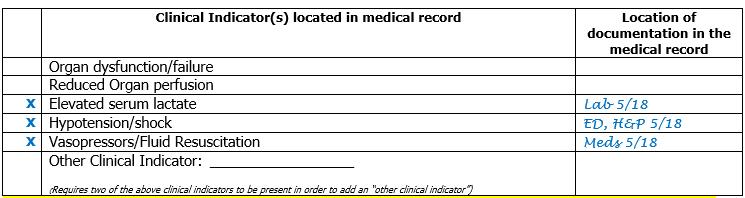 Clinical Indicator(s) located in medical record
Location of
documentation in the
medical record
Organ dysfunction/failure
Reduced Organ perfusion
X Elevated serum lactate Lab 5/18
X Hypotension/shock ED, H&P 5/18
X Vasopressors/Fluid Resuscitation Meds 5/18
Other Clinical Indicator: ___________________
(Requires two of the above clinical indicators to be present in order to add an "other clinical indicator")